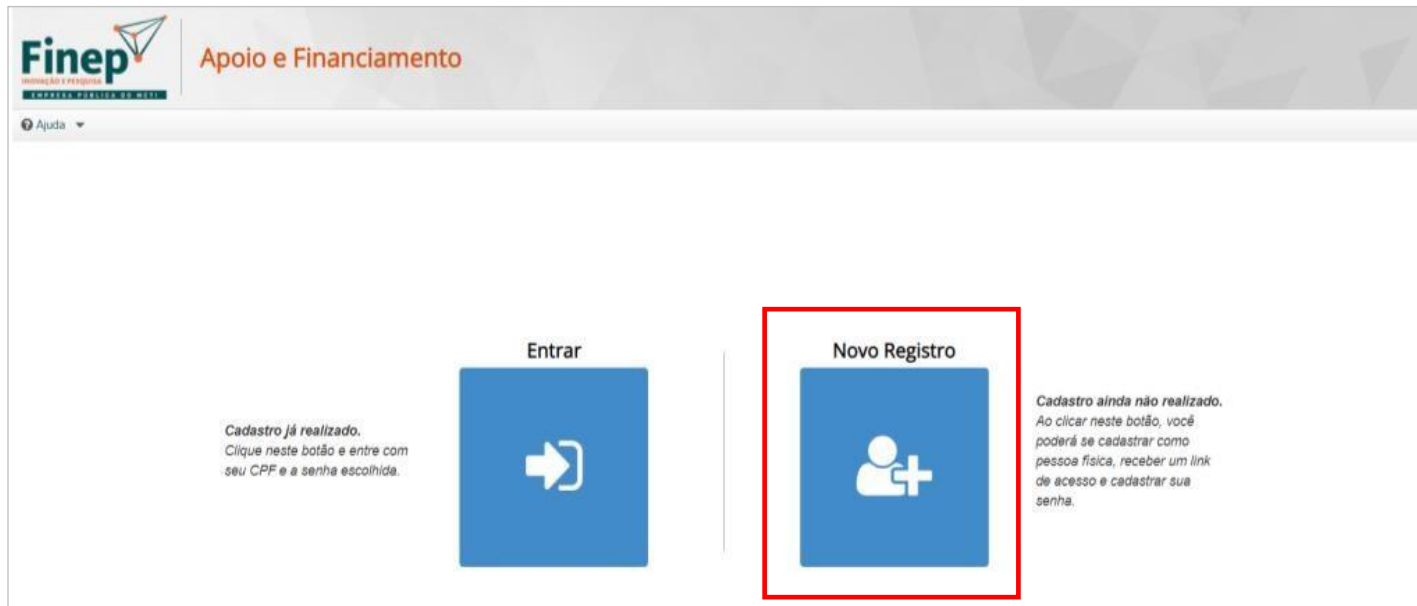 Finep
INOVAÇÃO E PESQUISA
EMPRESA PÚBLICA DO MCTI
Apoio e Financiamento
Ajuda
Entrar
Cadastro já realizado.
Clique neste botão e entre com
seu CPF e a senha escolhida.
Novo Registro
Cadastro ainda não realizado.
Ao clicar neste botão, você
poderá se cadastrar como
pessoa física, receber um link
de acesso e cadastrar sua
senha.